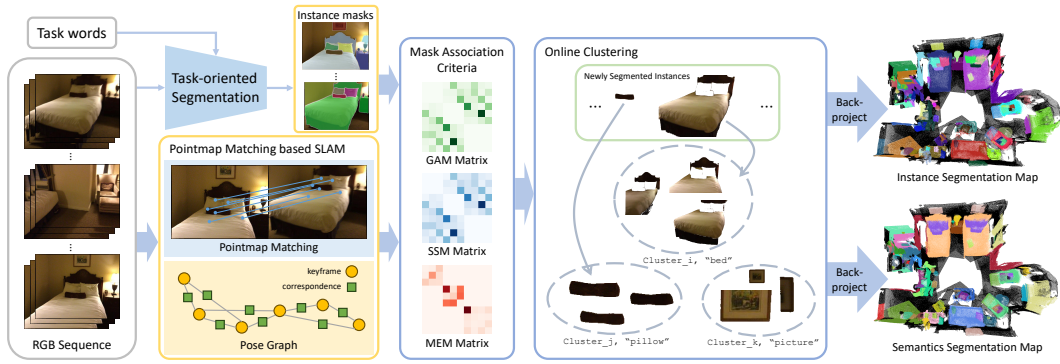 Task words
RGB Sequence
Task-oriented
Segmentation
Instance masks
Pointmap Matching based SLAM
Pointmap Matching
keyframe
correspondence
Pose Graph
Mask Association
Criteria
GAM Matrix
SSM Matrix
MEM Matrix
Online Clustering
Newly Segmented Instances
...
...
Cluster_i, “bed”
Cluster_j, “pillow”
Cluster_k, “picture”
Back-
project
Instance Segmentation Map
Back-
project
Semantics Segmentation Map